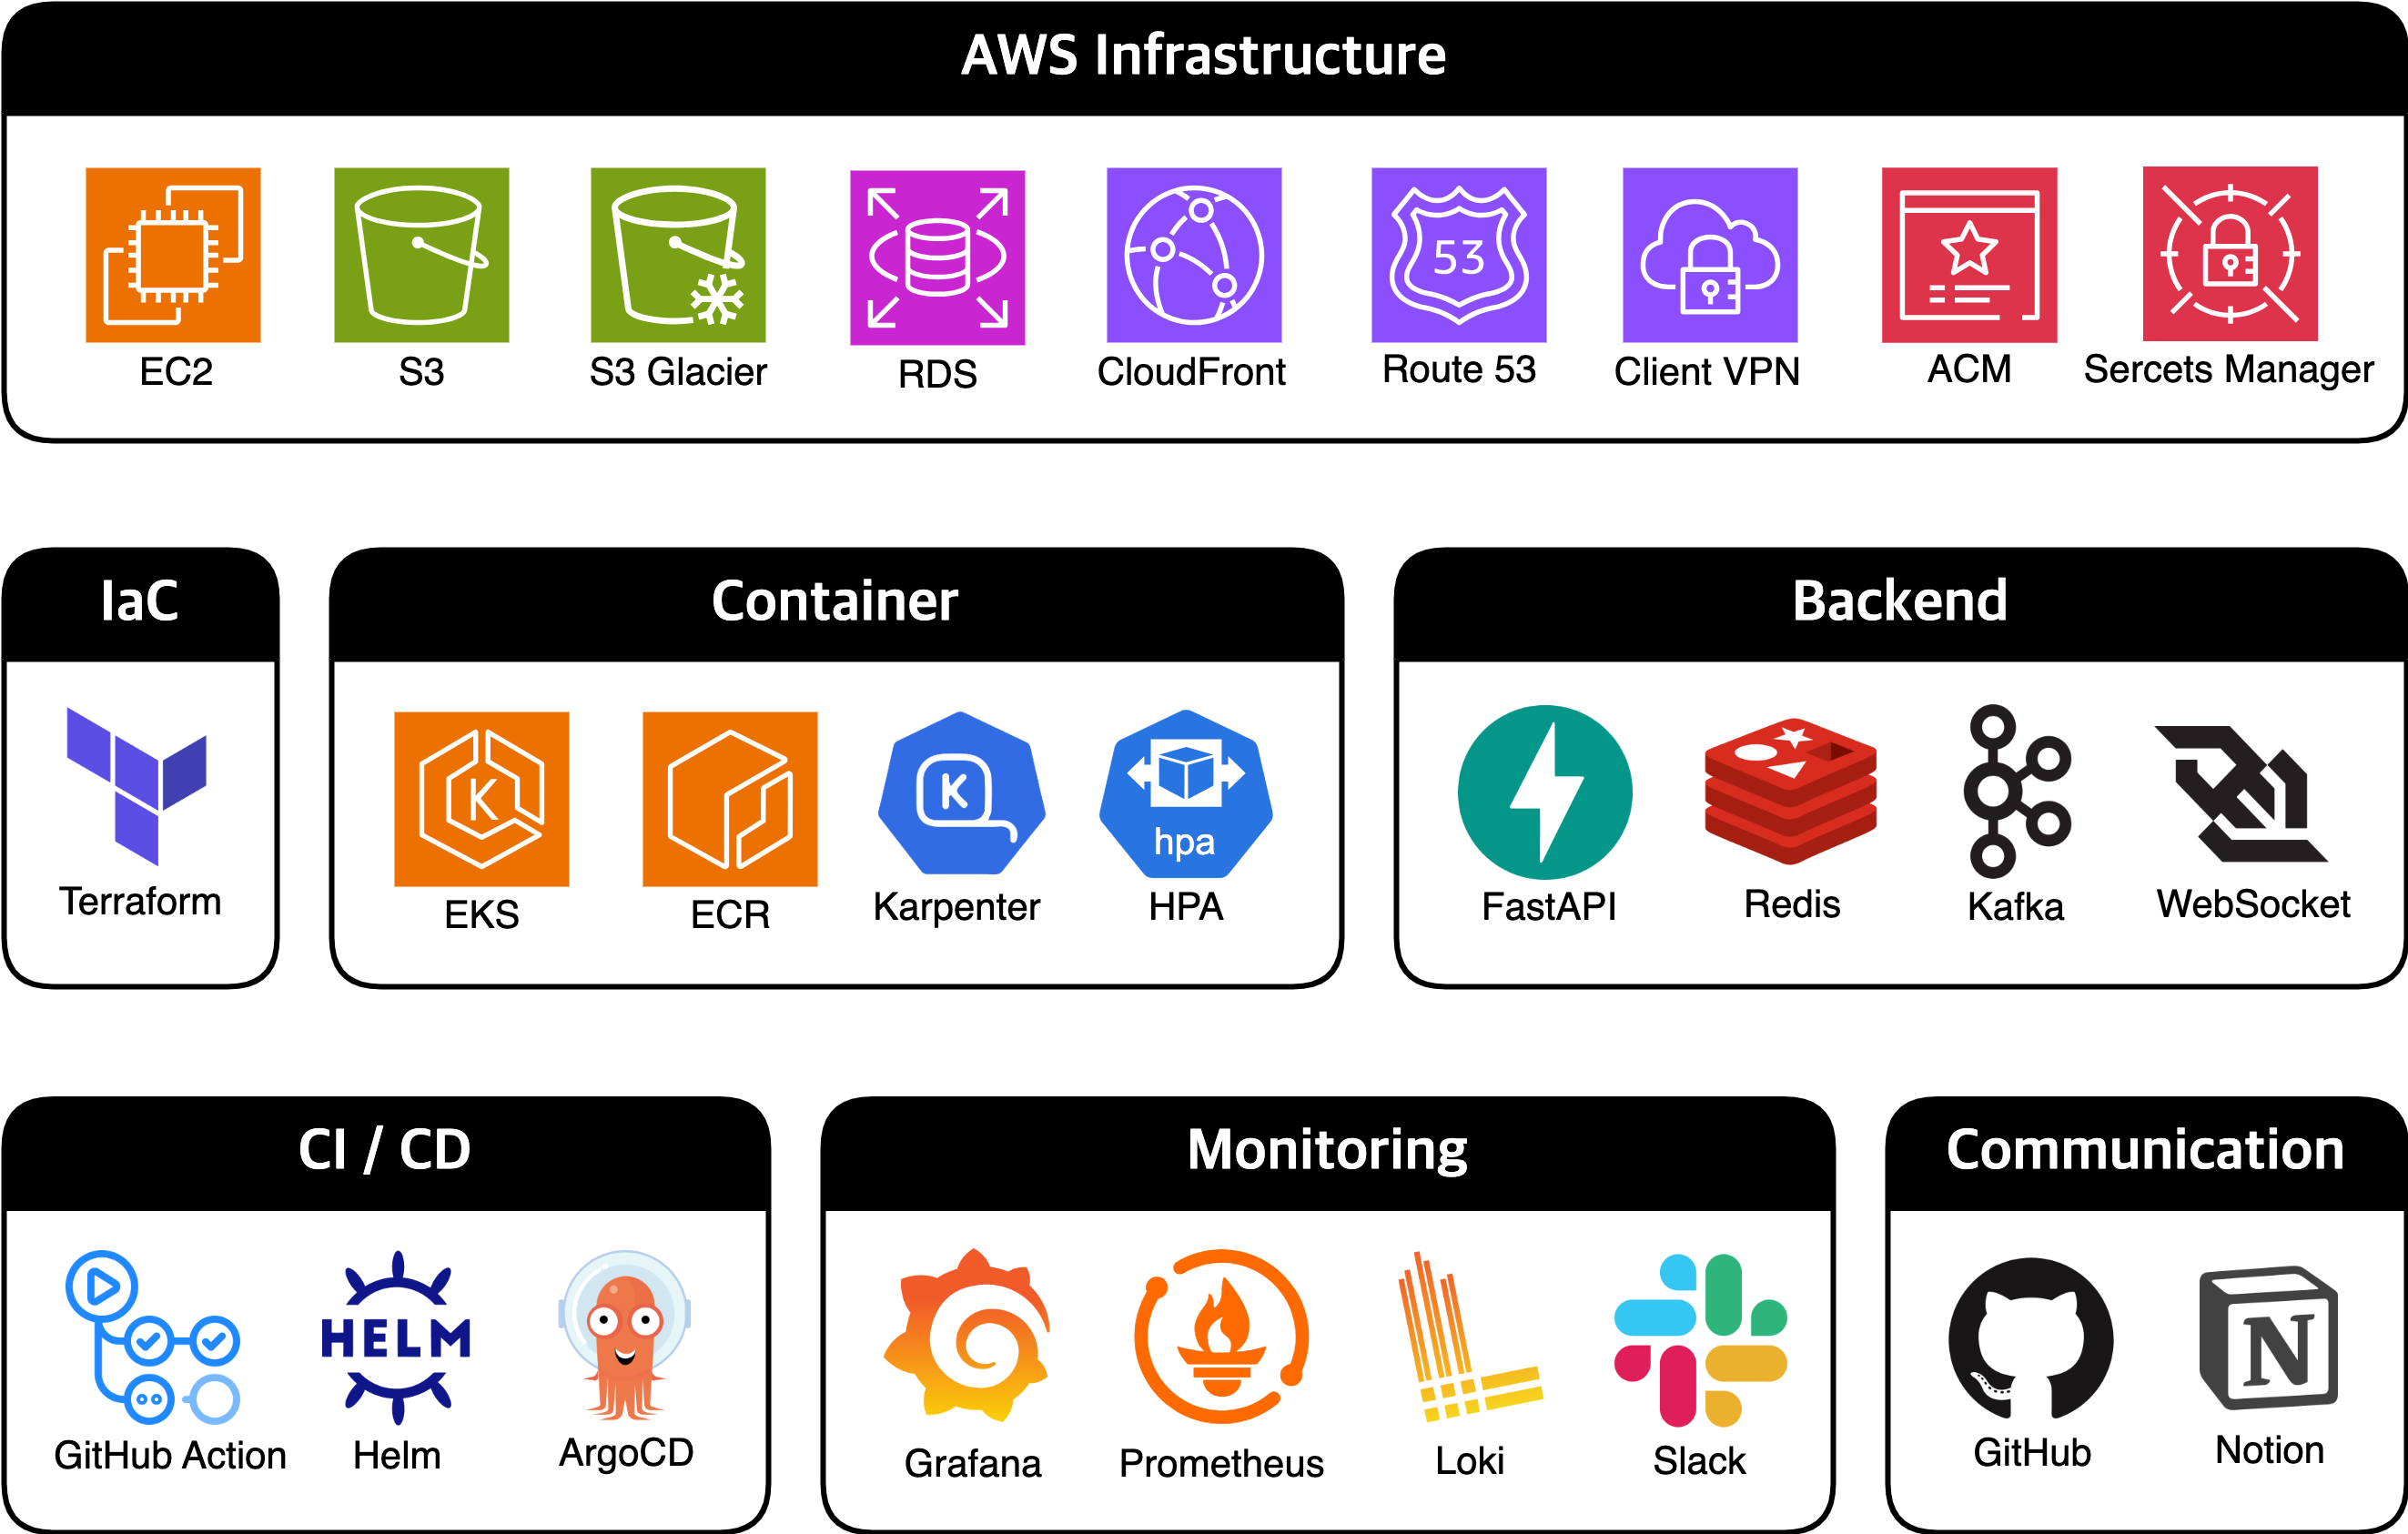 AWS Infrastructure
53
EC2
S3
S3 Glacier
RDS
CloudFront
Route 53
Client VPN
ACM
Sercets Manager
IaC
Terraform
Container
K
K
hpa
EKS
ECR
Karpenter
HPA
Backend
FastAPI
Redis
Kafka
WebSocket
CI / CD
HELM
GitHub Action
Helm
ArgoCD
Monitoring
Grafana
Prometheus
Loki
Slack
Communication
N
GitHub
Notion